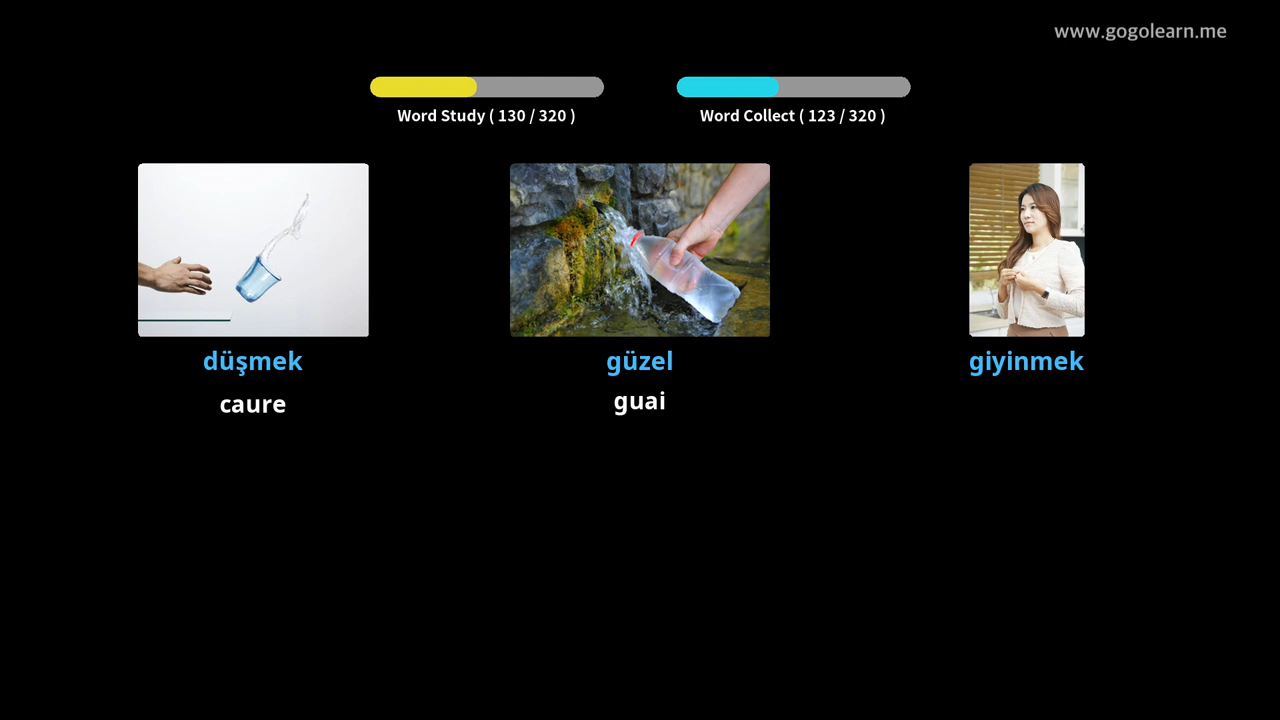 www.gogolearn.me
Word Study ( 130 / 320 )
Word Collect ( 123 / 320 )
düşmek
güzel
giyinmek
caure
guai